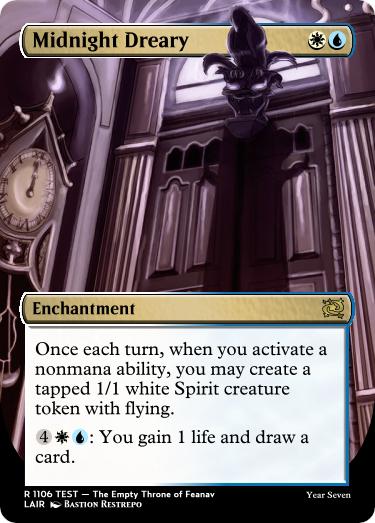 Midnight Dreary
Enchantment
Once each turn, when you activate a
nonmana ability, you may create a
tapped 1/1 white Spirit creature
token with flying.
4: You gain 1 life and draw a
card.
R 1106 TEST — The Empty Throne of Feanav
LAIR Bastion Restrepo
Year Seven